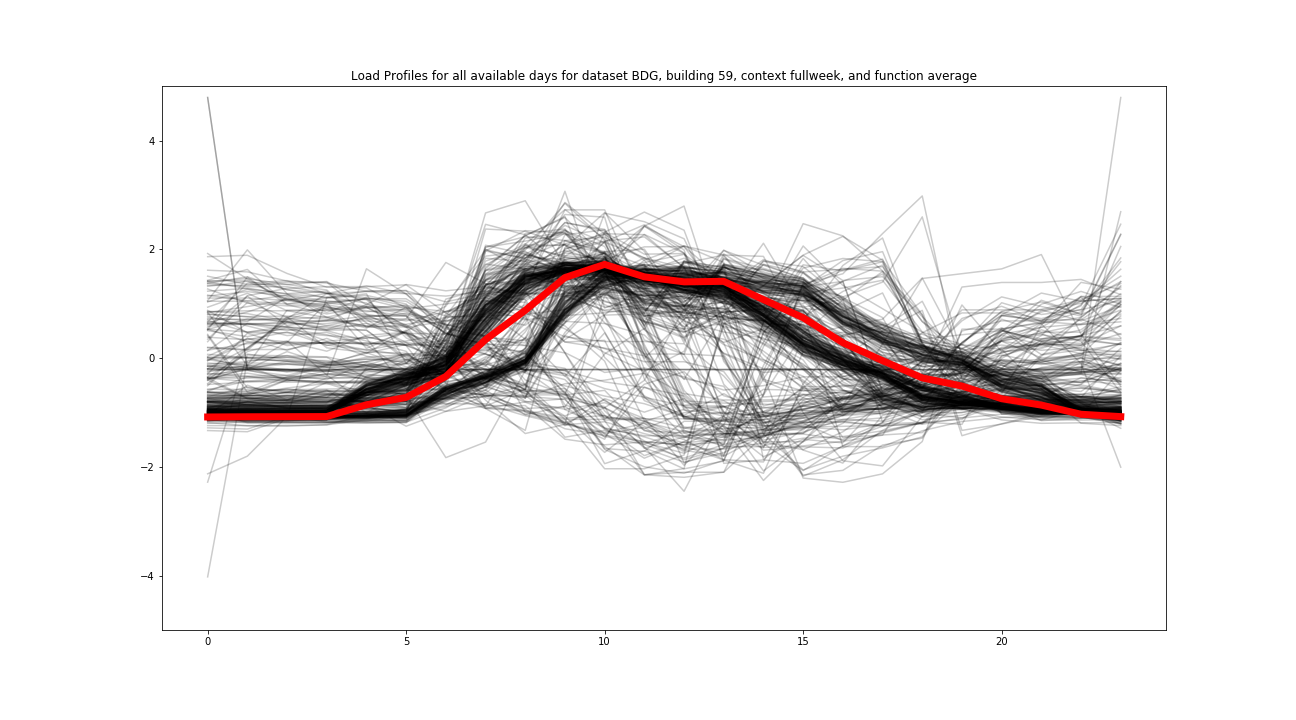 Load Profiles for all available days for dataset BDG, building 59, context fullweek, and function average
4
2
0
−2
−4
0 5 10 15 20